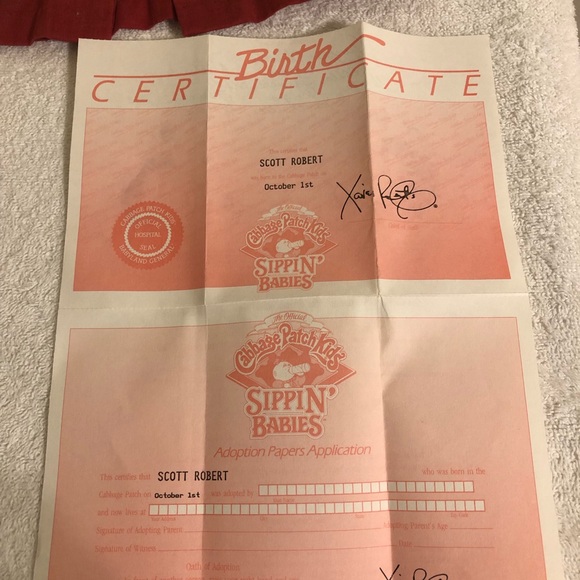 Birth
CERTIFICATE
This certifies that
SCOTT ROBERT
was born in the Cabbage Patch on
October 1st
Xavier Roberts
CABBAGE PATCH KIDS
OFFICIAL
HOSPITAL
SEAL
BABYLAND GENERAL
the Official
Cabbage Patch Kids
SIPPIN'
BABIES
the Official
Cabbage Patch Kids
SIPPIN'
BABIES
Adoption Papers Application
This certifies that SCOTT ROBERT who was born in the
Cabbage Patch on October 1st was adopted by
and now lives at
Signature of Adopting Parent Adopting Parent's Age
Signature of Witness Date
Oath of Adoption